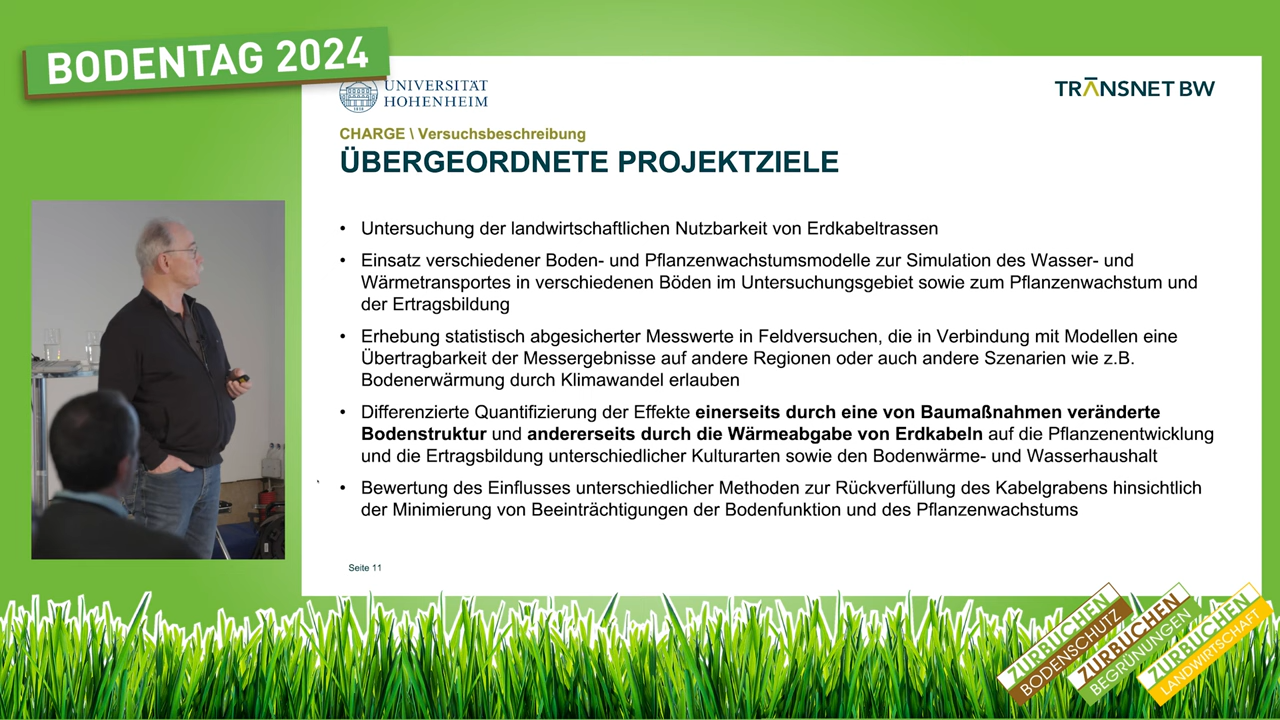 BODENTAG 2024
UNIVERSITÄT
HOHENHEIM
TRANSNET BW
CHARGE \ Versuchsbeschreibung
ÜBERGEORDNETE PROJEKTZIELE
• Untersuchung der landwirtschaftlichen Nutzbarkeit von Erdkabeltrassen
• Einsatz verschiedener Boden- und Pflanzenwachstumsmodelle zur Simulation des Wasser- und
Wärmetransportes in verschiedenen Böden im Untersuchungsgebiet sowie zum Pflanzenwachstum und
der Ertragsbildung
• Erhebung statistisch abgesicherter Messwerte in Feldversuchen, die in Verbindung mit Modellen eine
Übertragbarkeit der Messergebnisse auf andere Regionen oder auch andere Szenarien wie z.B.
Bodenerwärmung durch Klimawandel erlauben
• Differenzierte Quantifizierung der Effekte einerseits durch eine von Baumaßnahmen veränderte
Bodenstruktur und andererseits durch die Wärmeabgabe von Erdkabeln auf die Pflanzenentwicklung
und die Ertragsbildung unterschiedlicher Kulturarten sowie den Bodenwärme- und Wasserhaushalt
• Bewertung des Einflusses unterschiedlicher Methoden zur Rückverfüllung des Kabelgrabens hinsichtlich
der Minimierung von Beeinträchtigungen der Bodenfunktion und des Pflanzenwachstums
Seite 11
ZURBUCHEN
BODENSCHUTZ
ZURBUCHEN
BEGRÜNUNGEN
ZURBUCHEN
LANDWIRTSCHAFT